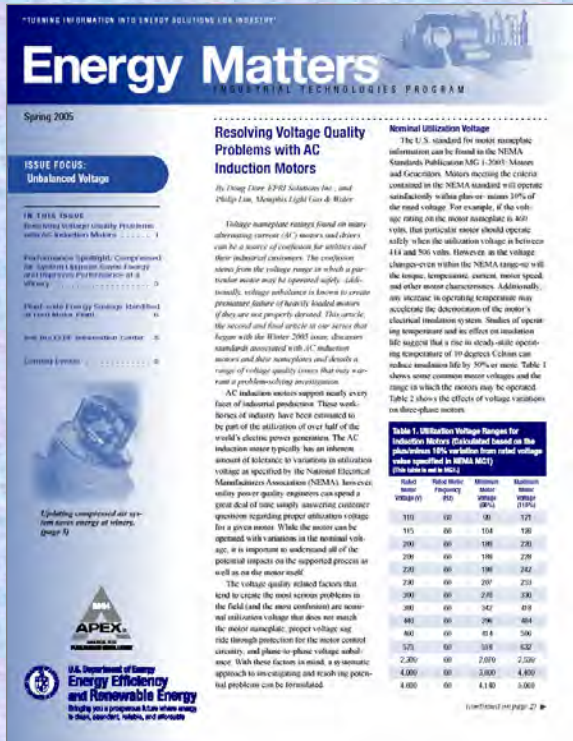 "TURNING INFORMATION INTO ENERGY SOLUTIONS FOR INDUSTRY"
Energy Matters
INDUSTRIAL TECHNOLOGIES PROGRAM
Spring 2005
ISSUE FOCUS:
Unbalanced Voltage
IN THIS ISSUE
Resolving Voltage Quality Problems
with AC Induction Motors . . . . . . 1
Performance Spotlight: Compressed
Air System Upgrade Saves Energy
and Improves Performance at a
Winery . . . . . . . . . . . 3
Plant-wide Energy Savings Identified
at Ford Motor Plant . . . . . . 6
Information Center
Coming Events
Updating compressed air sys-
tem saves energy at winery.
(page 3)
2004
APEX
U.S. Department of Energy
Energy Efficiency
and Renewable Energy
Bringing you a prosperous future where energy
is clean, abundant, reliable, and affordable
Resolving Voltage Quality
Problems with AC
Induction Motors
By Doug Dorr, EPRI Solutions Inc., and
Philip Lim, Memphis Light Gas & Water
Voltage nameplate ratings found on many
alternating current (AC) motors and drives
can be a source of confusion for utilities and
their industrial customers. The confusion
stems from the voltage range in which a par-
ticular motor may be operated safely. Addi-
tionally, voltage unbalance is known to create
premature failure of heavily loaded motors
if they are not properly derated. This article,
the second and final article in our series that
began with the Winter 2005 issue, discusses
standards associated with AC induction
motors and their nameplates and details a
range of voltage quality issues that may war-
rant a problem-solving investigation.
AC induction motors support nearly every
facet of industrial production. These work-
horses of industry have been estimated to
be part of the utilization of over half of the
world's electric power generation. The AC
induction motor typically has an inherent
amount of tolerance to variations in utilization
voltage as specified by the National Electrical
Manufacturers Association (NEMA), however,
utility power quality engineers can spend a
great deal of time simply answering customer
questions regarding proper utilization voltage
for a given motor. While the motor can be
operated with variations in the nominal volt-
age, it is important to understand all of the
potential impacts on the supported process as
well as on the motor itself.
The voltage quality related factors that
tend to create the most serious problems in
the field (and the most confusion) are nomi-
nal utilization voltage that does not match
the motor nameplate, proper voltage sag
ride through protection for the motor control
circuitry, and phase-to-phase voltage unbal-
ance. With these factors in mind, a systematic
approach to investigating and resolving poten-
tial problems can be formulated.
Nominal Utilization Voltage
The U.S. standard for motor nameplate
information can be found in the NEMA
Standards Publication MG 1-2003: Motors
and Generators. Motors meeting the criteria
contained in the NEMA standard will operate
satisfactorily within plus-or-minus 10% of
the rated voltage. For example, if the volt-
age rating on the motor nameplate is 460
volts, that particular motor should operate
safely when the utilization voltage is between
414 and 506 volts. However, as the voltage
changes-even within the NEMA range-so will
the torque, temperature, current, motor speed,
and other motor characteristics. Additionally,
any increase in operating temperature may
accelerate the deterioration of the motor's
electrical insulation system. Studies of operat-
ing temperature and its effect on insulation
life suggest that a rise in steady-state operat-
ing temperature of 10 degrees Celsius can
reduce insulation life by 50% or more. Table 1
shows some common motor voltages and the
range in which the motors may be operated.
Table 2 shows the effects of voltage variations
on three-phase motors.
Table 1. Utilization Voltage Ranges for
Induction Motors (Calculated based on the
plus/minus 10% variation from rated voltage
value specified in NEMA MG1)
Rated Motor Voltage (V) Rated Motor Frequency (Hz) Minimum Motor Voltage (90%) Maximum Motor Voltage (110%)
110 60 99 121
115 60 104
200 60 220
200 60 220
220 60 198 242
230 60 207 253
300 60 270 330
380 60 342 418
440 60 396 484
460 60 414 506
575 60 518 632
2,300 60 2,070 2,530
4,000 60 4,400
4,600 60 4,140
(continued on page 2)